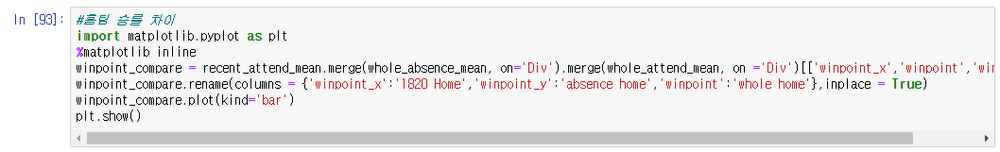 In [93]: #홈팀 승률 차이
import matplotlib.pyplot as plt
%matplotlib inline
winpoint_compare = recent_attend_mean.merge(whole_absence_mean, on='Div').merge(whole_attend_mean, on ='Div')[['winpoint_x','winpoint','win
winpoint_compare.rename(columns = {'winpoint_x':'1820 Home','winpoint_y':'absence home','winpoint':'whole home'},inplace = True)
winpoint_compare.plot(kind='bar')
plt.show()